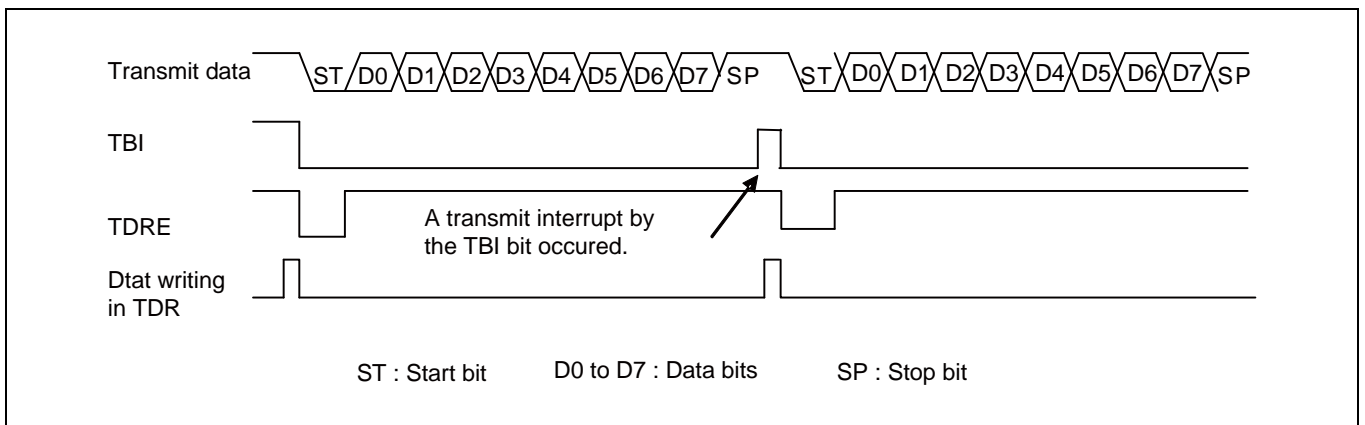 Transmit data ST D0 D1 D2 D3 D4 D5 D6 D7 SP ST D0 D1 D2 D3 D4 D5 D6 D7 SP
TBI
TDRE
A transmit interrupt by
the TBI bit occured.
Dtat writing
in TDR
ST : Start bit D0 to D7 : Data bits SP : Stop bit